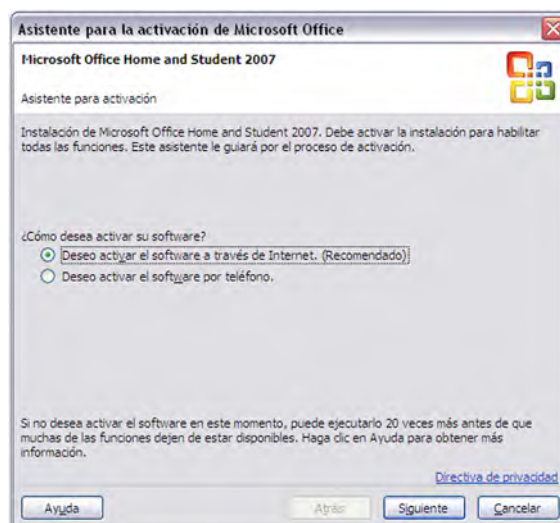 Asistente para la activación de Microsoft Office
Microsoft Office Home and Student 2007
Asistente para activación
Instalación de Microsoft Office Home and Student 2007. Debe activar la instalación para habilitar
todas las funciones. Este asistente le guiará por el proceso de activación.
¿Cómo desea activar su software?
Deseo activar el software a través de Internet. (Recomendado)
Deseo activar el software por teléfono.
Si no desea activar el software en este momento, puede ejecutarlo 20 veces más antes de que
muchas de las funciones dejen de estar disponibles. Haga clic en Ayuda para obtener más
información.
Directiva de privacidad
Ayuda Atrás Siguiente Cancelar